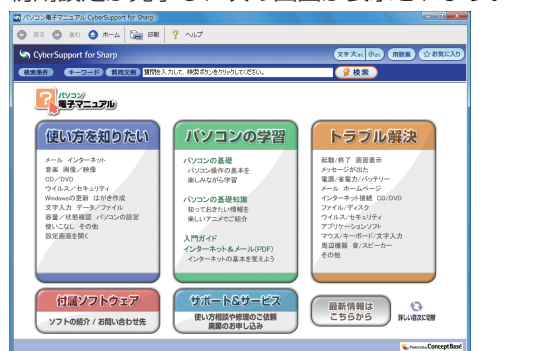 パソコン電子マニュアル CyberSupport for Sharp
戻る 進む ホーム 印刷 ヘルプ
CyberSupport for Sharp
文字 大きく 小さく 用語集 お気に入り
検索条件 キーワード 質問文例 質問を入力して、検索ボタンをクリックしてください。 検索
パソコン
電子マニュアル
使い方を知りたい
メール インターネット
音楽 画像/映像
CD/DVD
ウイルス/セキュリティ
Windowsの更新 はがき作成
文字入力 データ/ファイル
容量/状態確認 パソコンの設定
使いこなし その他
設定画面を開く
パソコンの学習
パソコンの基礎
パソコン操作の基本を
楽しみながら学習
パソコンの基礎知識
知っておきたい情報を
楽しいアニメでご紹介
入門ガイド
インターネット&メール(PDF)
インターネットの基本を覚えよう
トラブル解決
起動/終了 画面表示
メッセージが出た
電源/省電力/バッテリー
メール ホームページ
インターネット接続 CD/DVD
ファイル/ディスク
ウイルス/セキュリティ
アプリケーションソフト
マウス/キーボード/文字入力
周辺機器 音/スピーカー
その他
付属ソフトウェア
ソフトの紹介 / お問い合わせ先
サポート&サービス
使い方相談や修理のご依頼
廃棄のお申し込み
最新情報は
こちらから
詳しい目次に切替
Powered by ConceptBase